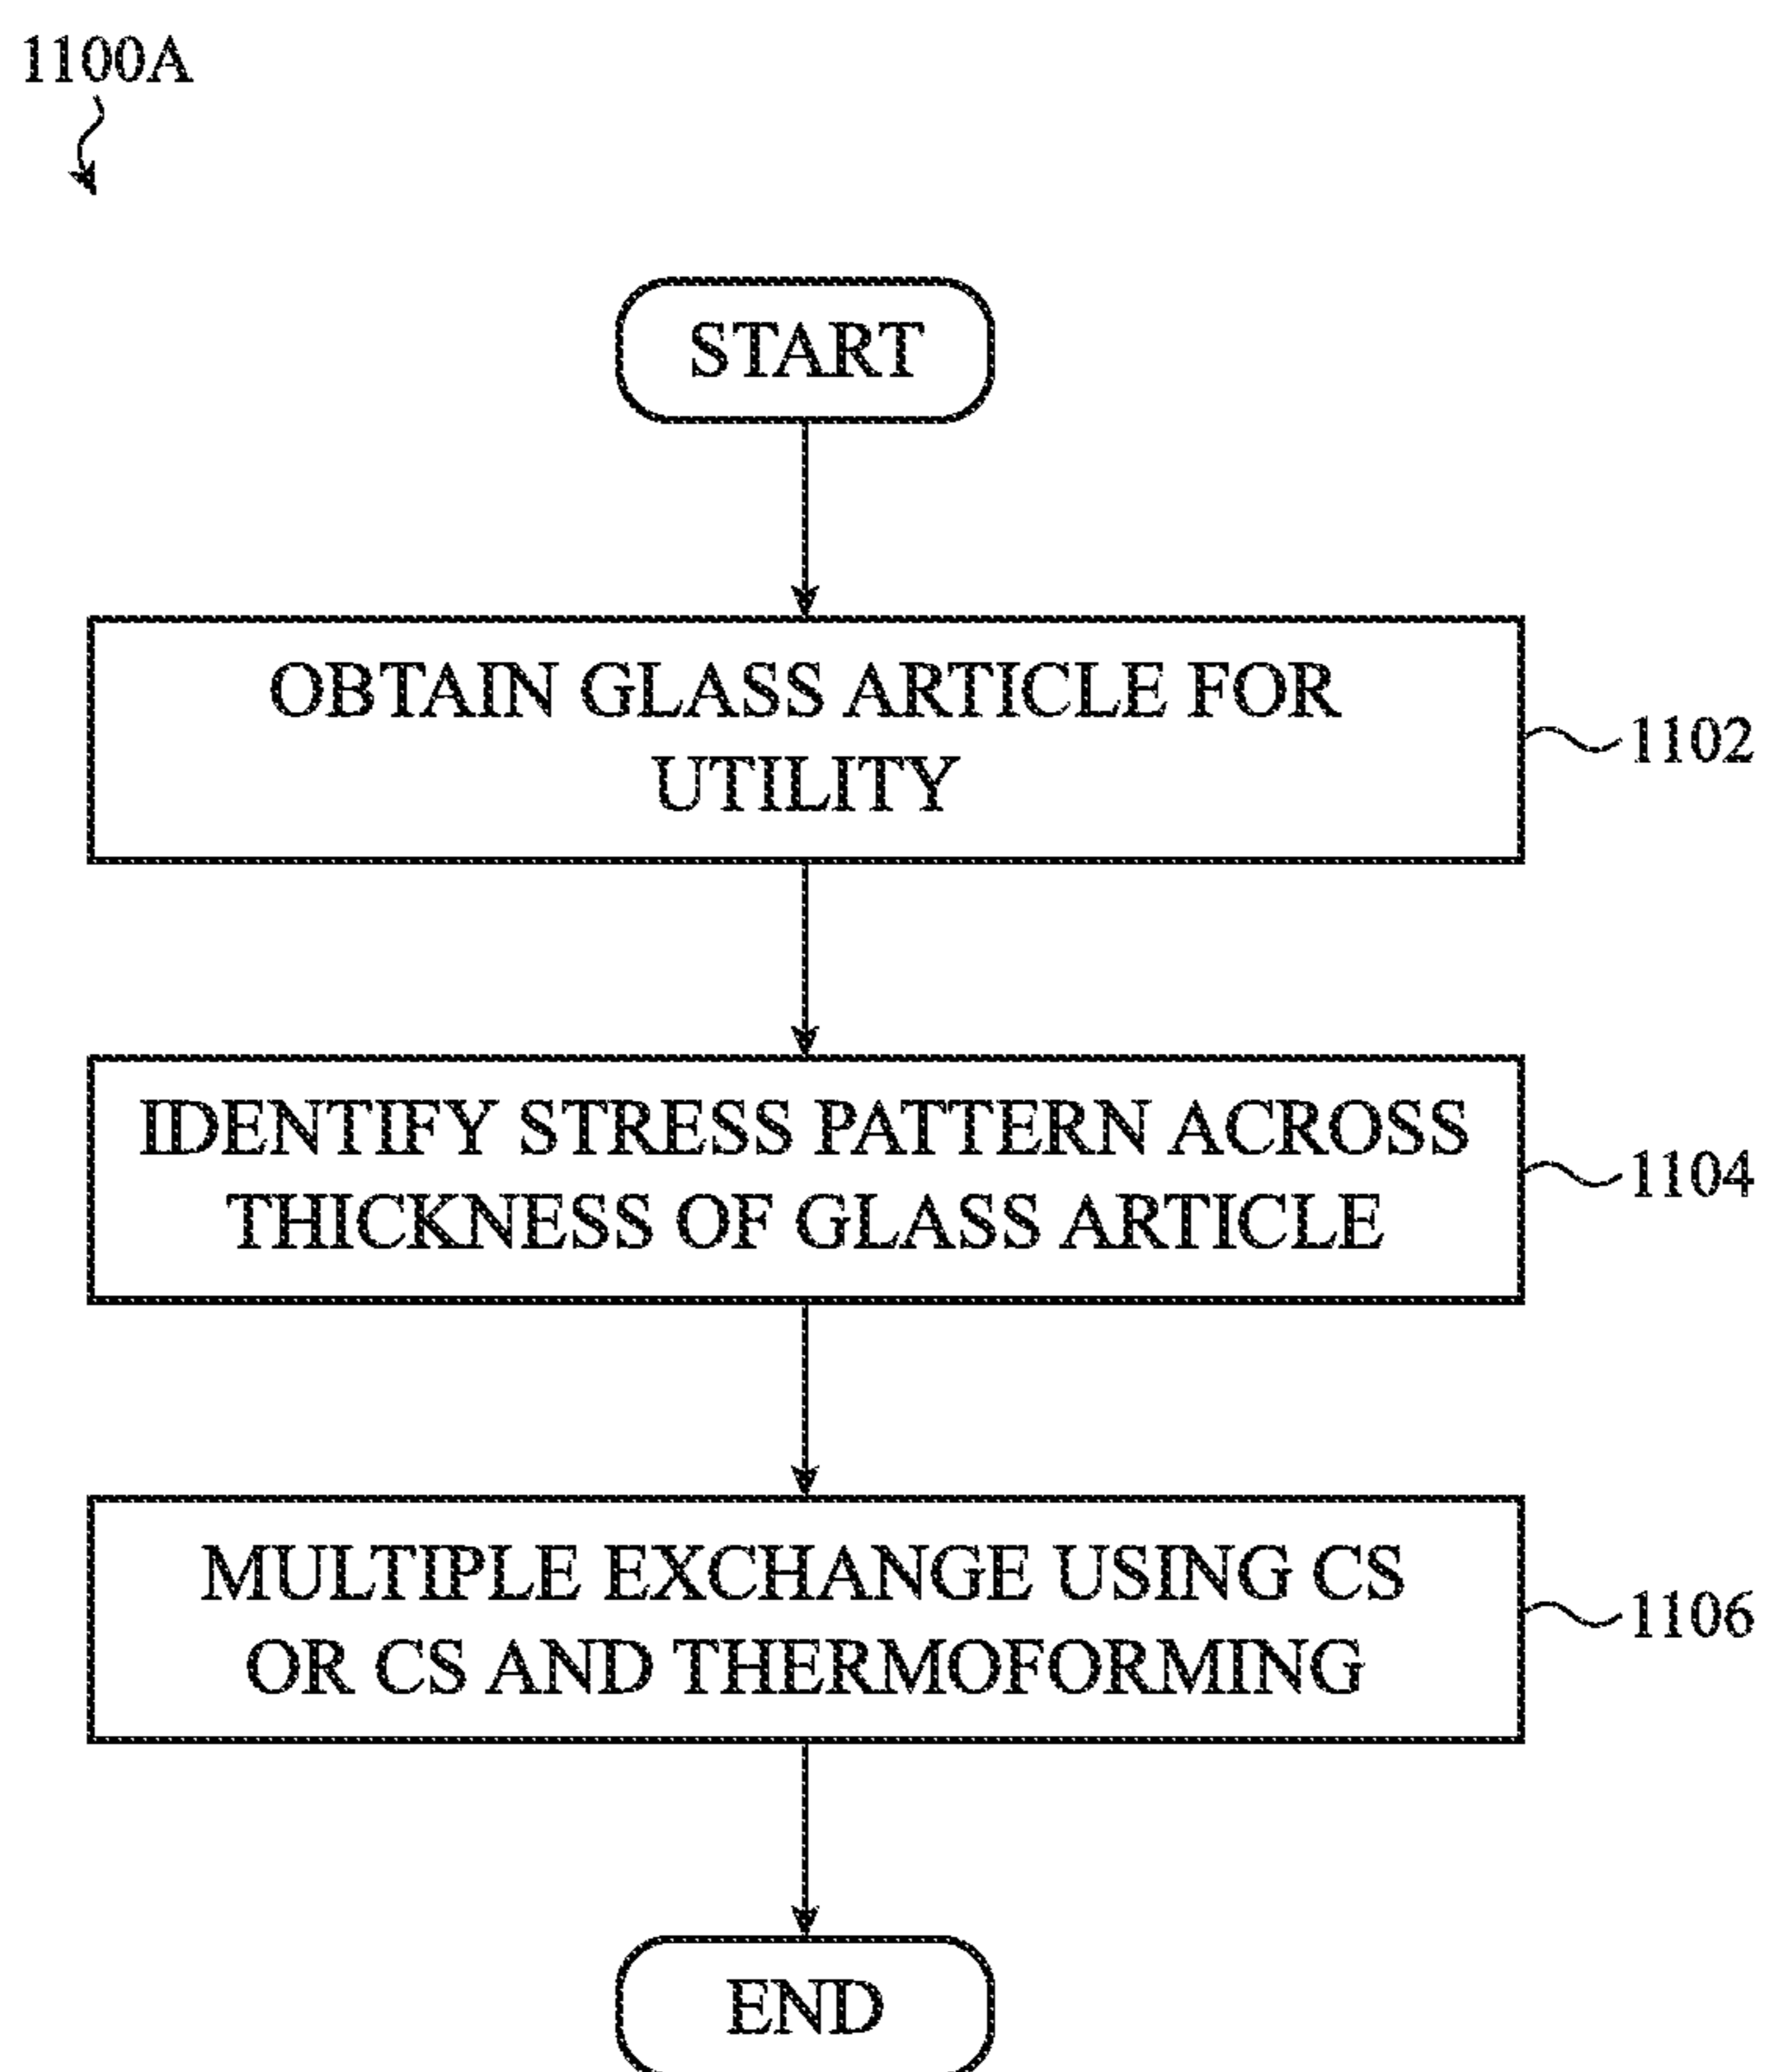 1100A
START
OBTAIN GLASS ARTICLE FOR
UTILITY
1102
IDENTIFY STRESS PATTERN ACROSS
THICKNESS OF GLASS ARTICLE
1104
MULTIPLE EXCHANGE USING CS
OR CS AND THERMOFORMING
1106
END